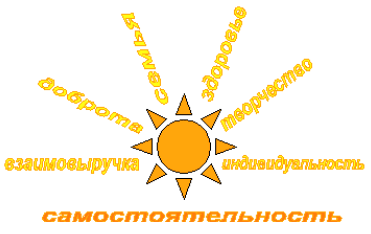 взаимовыручка
доброта
семья
здоровье
творчество
индивидуальность
самостоятельность